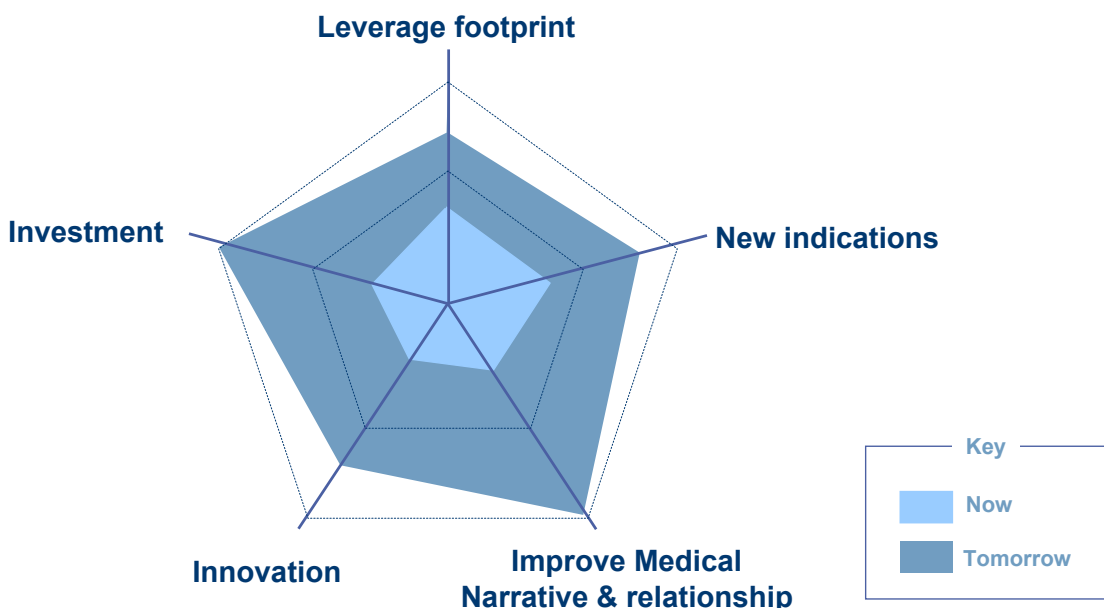 Leverage footprint
Investment
New indications
Key
Now
Tomorrow
Innovation
Improve Medical
Narrative & relationship